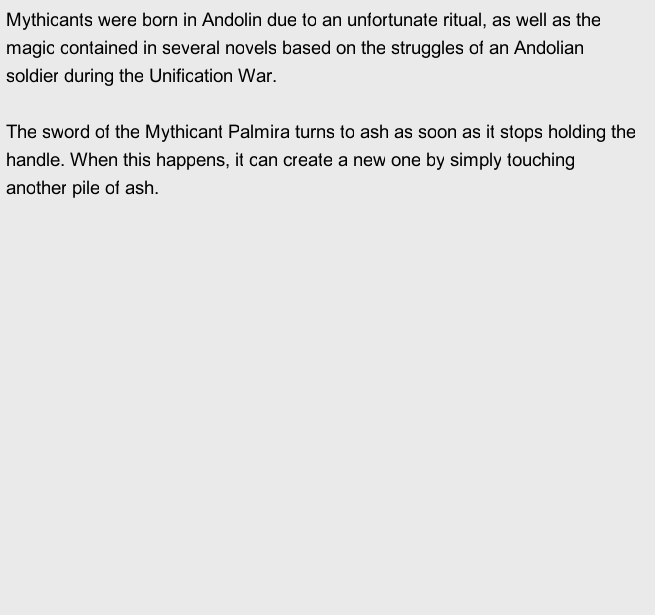 Mythicants were born in Andolin due to an unfortunate ritual, as well as the
magic contained in several novels based on the struggles of an Andolian
soldier during the Unification War.

The sword of the Mythicant Palmira turns to ash as soon as it stops holding the
handle. When this happens, it can create a new one by simply touching
another pile of ash.